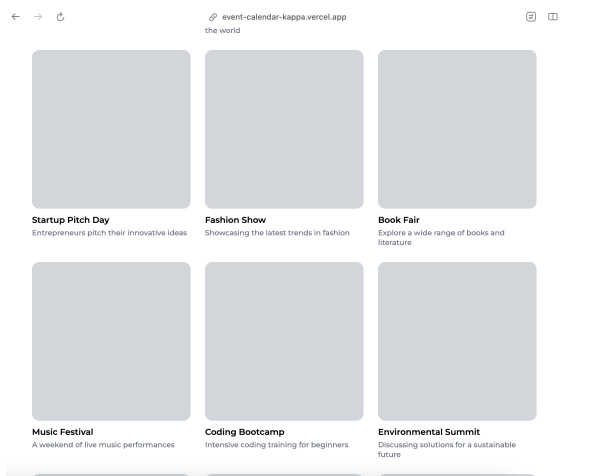 event-calendar-kappa.vercel.app
the world
Startup Pitch Day
Entrepreneurs pitch their innovative ideas
Fashion Show
Showcasing the latest trends in fashion
Book Fair
Explore a wide range of books and
literature
Music Festival
A weekend of live music performances
Coding Bootcamp
Intensive coding training for beginners
Environmental Summit
Discussing solutions for a sustainable
future